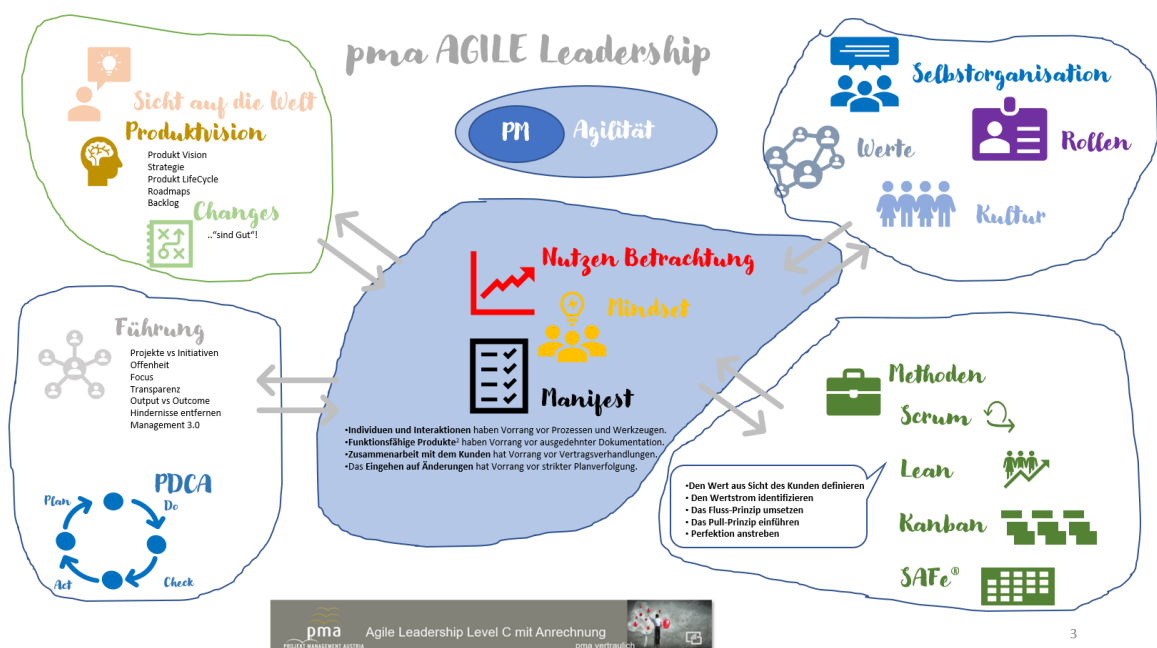 pma AGILE Leadership
PM
Agilität
Sicht auf die Welt
Produktvision
Produkt Vision
Strategie
Produkt LifeCycle
Roadmaps
Backlog
Changes
.."sind Gut"!
Selbstorganisation
Werte
Rollen
Kultur
Nutzen Betrachtung
Mindset
Manifest
•Individuen und Interaktionen haben Vorrang vor Prozessen und Werkzeugen.
•Funktionsfähige Produkte² haben Vorrang vor ausgedehnter Dokumentation.
•Zusammenarbeit mit dem Kunden hat Vorrang vor Vertragsverhandlungen.
•Das Eingehen auf Änderungen hat Vorrang vor strikter Planverfolgung.
Führung
Projekte vs Initiativen
Offenheit
Focus
Transparenz
Output vs Outcome
Hindernisse entfernen
Management 3.0
PDCA
Plan
Do
Act
Check
Methoden
Scrum
Lean
Kanban
SAFe®
•Den Wert aus Sicht des Kunden definieren
• Den Wertstrom identifizieren
• Das Fluss-Prinzip umsetzen
• Das Pull-Prinzip einführen
• Perfektion anstreben
pma
PROJEKT MANAGEMENT AUSTRIA
Agile Leadership Level C mit Anrechnung
pma vertraulich
3